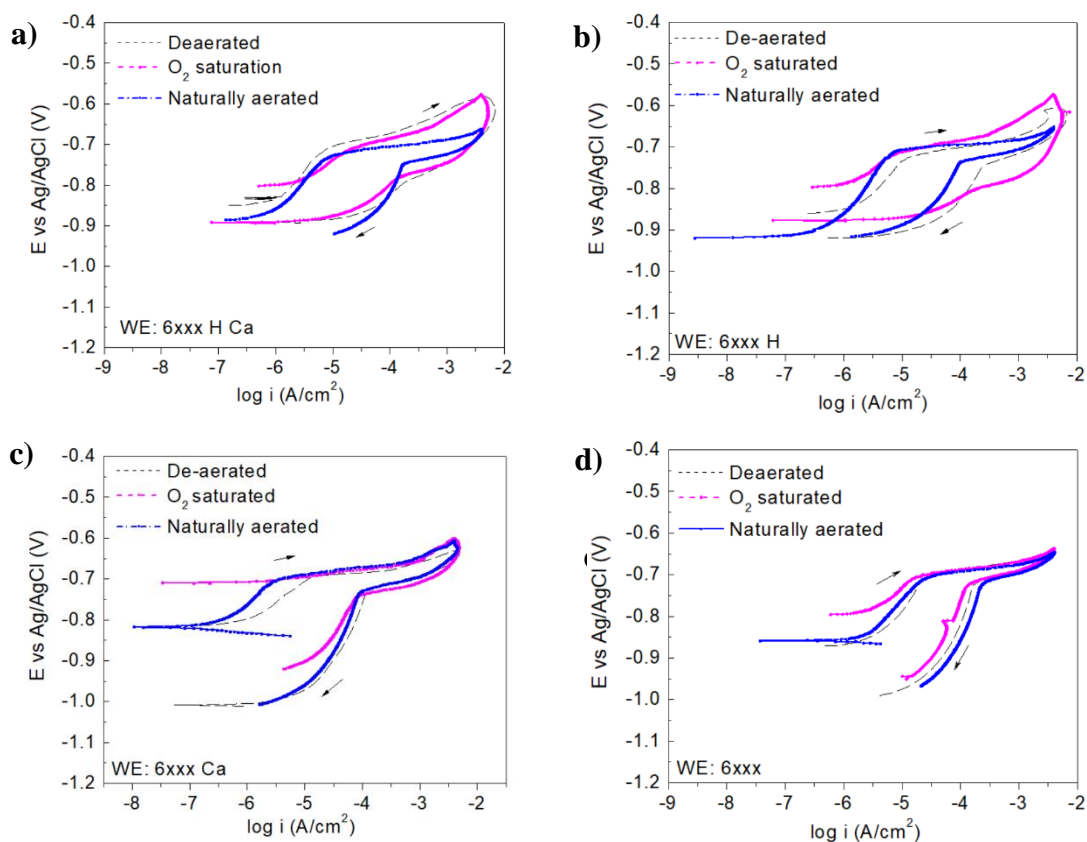 a)
Deaerated
O2 saturation
Naturally aerated
E vs Ag/AgCl (V)
-0.4
-0.5
-0.6
-0.7
-0.8
-0.9
-1.0
-1.1
-1.2
WE: 6xxx H Ca
-9 -8 -7 -6 -5 -4 -3 -2 -1
log i (A/cm2)
b)
De-aerated
O2 saturated
Naturally aerated
E vs Ag/AgCl (V)
-0.4
-0.5
-0.6
-0.7
-0.8
-0.9
-1.0
-1.1
-1.2
WE: 6xxx H
-9 -8 -7 -6 -5 -4 -3 -2
log i (A/cm2)
c)
De-aerated
O2 saturated
Naturally aerated
E vs Ag/AgCl (V)
-0.4
-0.5
-0.6
-0.7
-0.8
-0.9
-1.0
-1.1
-1.2
WE: 6xxx Ca
-8 -7 -6 -5 -4 -3 -2
log i (A/cm2)
d)
Deaerated
O2 saturated
Naturally aerated
E vs Ag/AgCl (V)
-0.4
-0.5
-0.6
-0.7
-0.8
-0.9
-1.0
-1.1
-1.2
WE: 6xxx
-9 -8 -7 -6 -5 -4 -3 -2
log i (A/cm2)